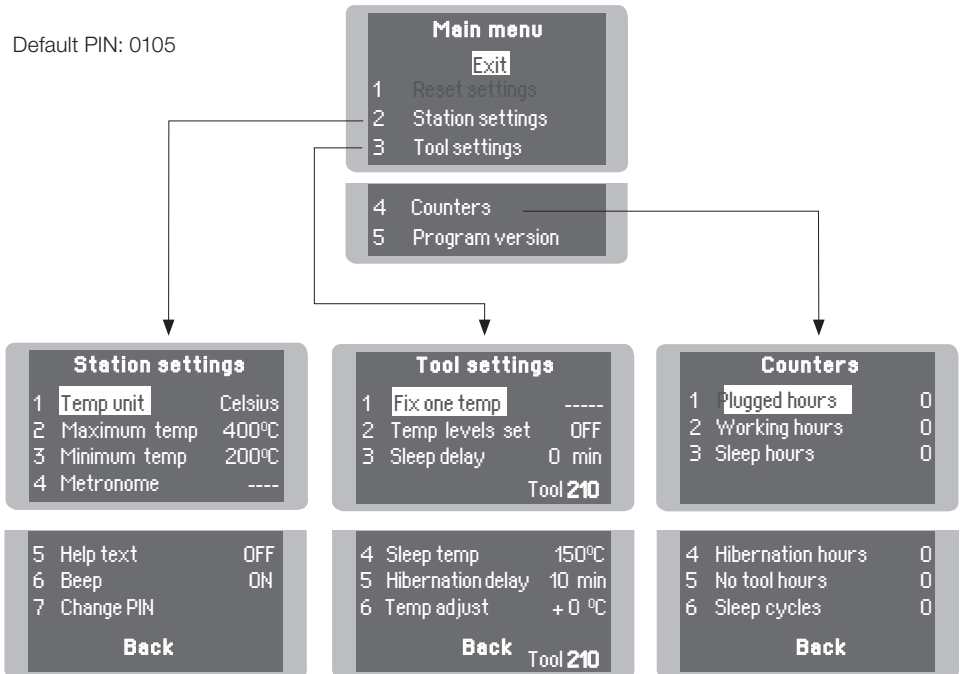 Default PIN: 0105
Main menu
Exit
1 Reset settings
2 Station settings
3 Tool settings
4 Counters
5 Program version
Station settings
1 Temp unit Celsius
2 Maximum temp 400ºC
3 Minimum temp 200ºC
4 Metronome ----
5 Help text OFF
6 Beep ON
7 Change PIN
Back
Tool settings
1 Fix one temp -----
2 Temp levels set OFF
3 Sleep delay 0 min
Tool 210
4 Sleep temp 150ºC
5 Hibernation delay 10 min
6 Temp adjust +0 ºC
Back Tool 210
Counters
1 Plugged hours 0
2 Working hours 0
3 Sleep hours 0
4 Hibernation hours 0
5 No tool hours 0
6 Sleep cycles 0
Back